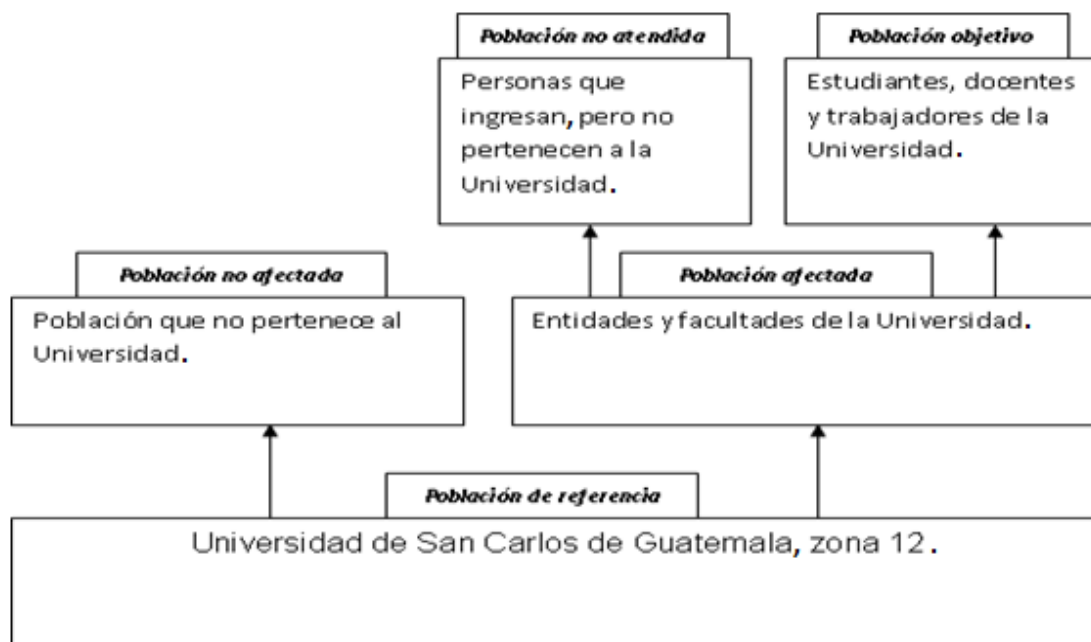 Población no atendida
Personas que
ingresan, pero no
pertenecen a la
Universidad.
Población objetivo
Estudiantes, docentes
y trabajadores de la
Universidad.
Población no afectada
Población que no pertenece al
Universidad.
Población afectada
Entidades y facultades de la Universidad.
Población de referencia
Universidad de San Carlos de Guatemala, zona 12.